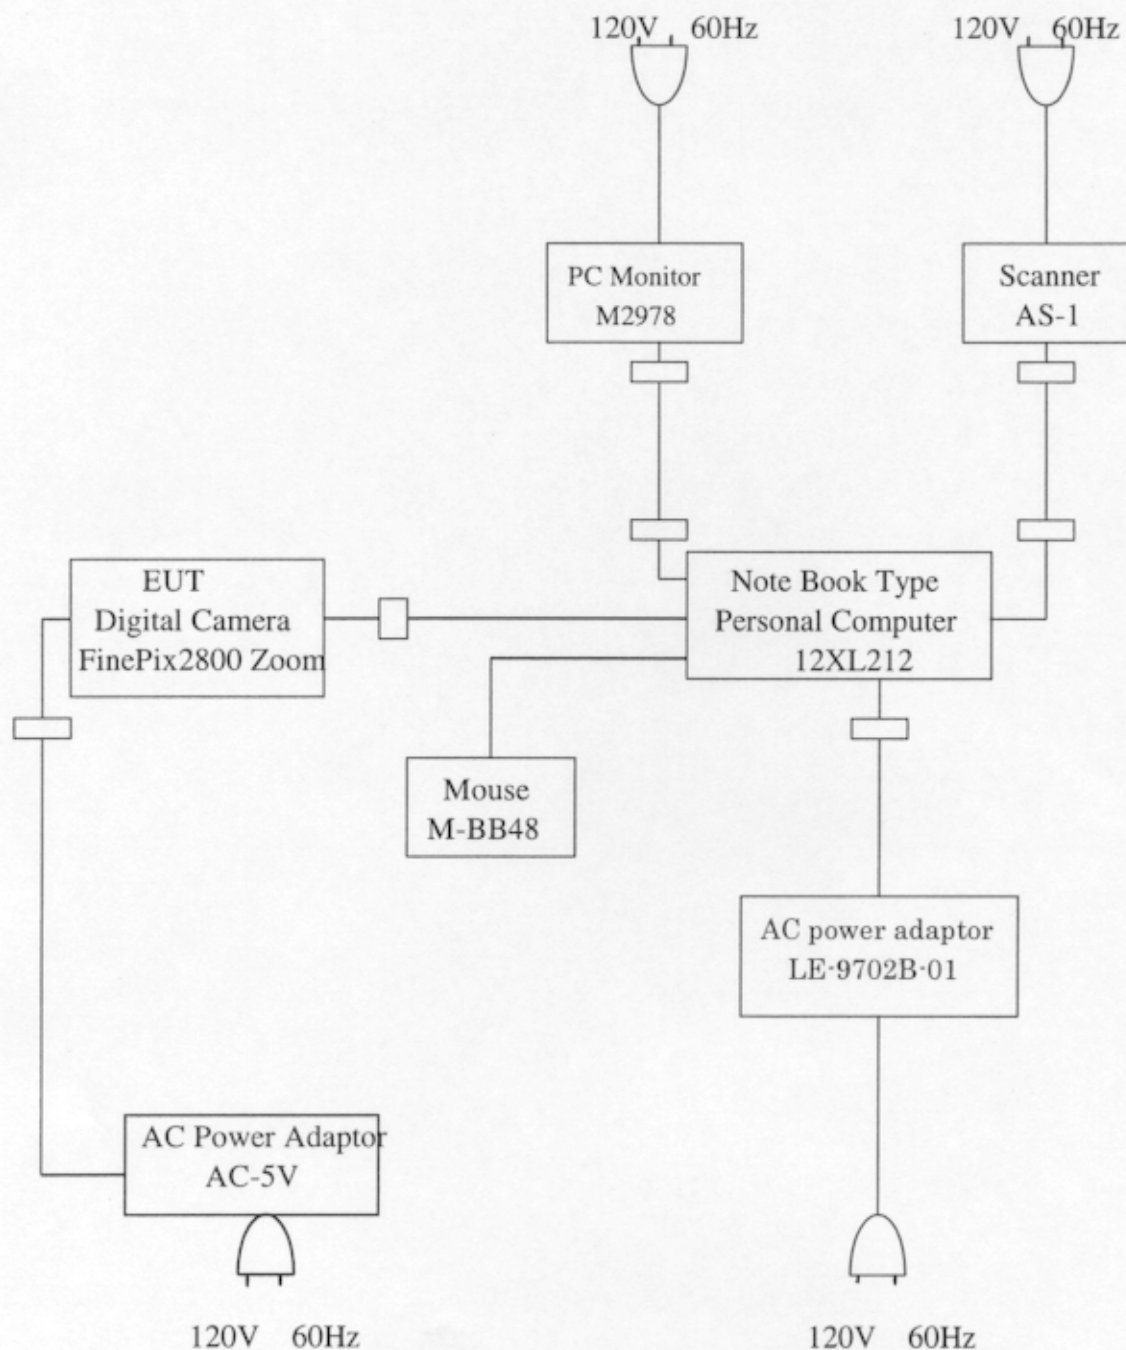 120V 60Hz
120V 60Hz
PC Monitor
M2978
Scanner
AS-1
EUT
Digital Camera
FinePix2800 Zoom
Note Book Type
Personal Computer
12XL212
Mouse
M-BB48
AC power adaptor
LE-9702B-01
AC Power Adaptor
AC-5V
120V 60Hz
120V 60Hz